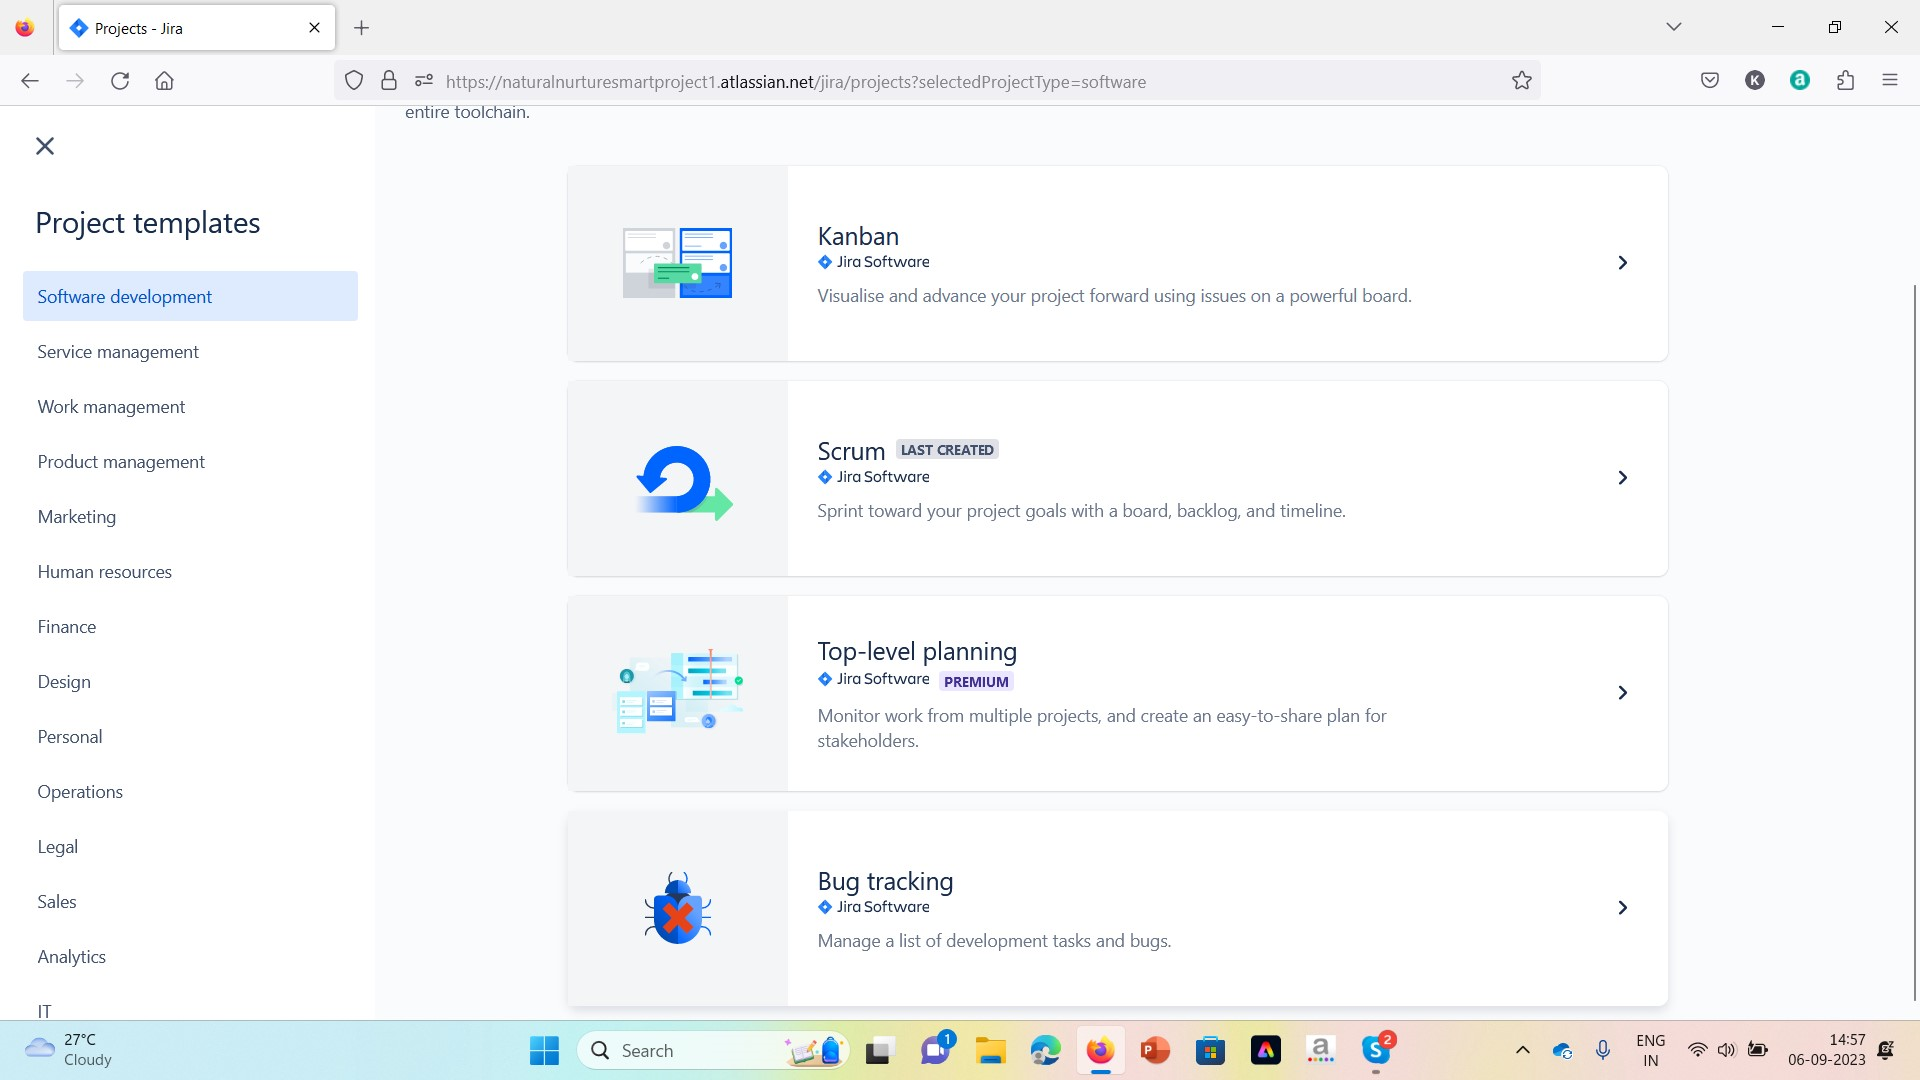 Projects - Jira
https://naturalnurturesmartproject1.atlassian.net/jira/projects?selectedProjectType=software
K
a
entire toolchain.
Project templates
Software development
Service management
Work management
Product management
Marketing
Human resources
Finance
Design
Personal
Operations
Legal
Sales
Analytics
IT
Kanban
Jira Software
Visualise and advance your project forward using issues on a powerful board.
Scrum LAST CREATED
Jira Software
Sprint toward your project goals with a board, backlog, and timeline.
Top-level planning
Jira Software PREMIUM
Monitor work from multiple projects, and create an easy-to-share plan for
stakeholders.
Bug tracking
Jira Software
Manage a list of development tasks and bugs.
27°C
Cloudy
Search
1
P
a
S
2
ENG
IN
14:57
06-09-2023